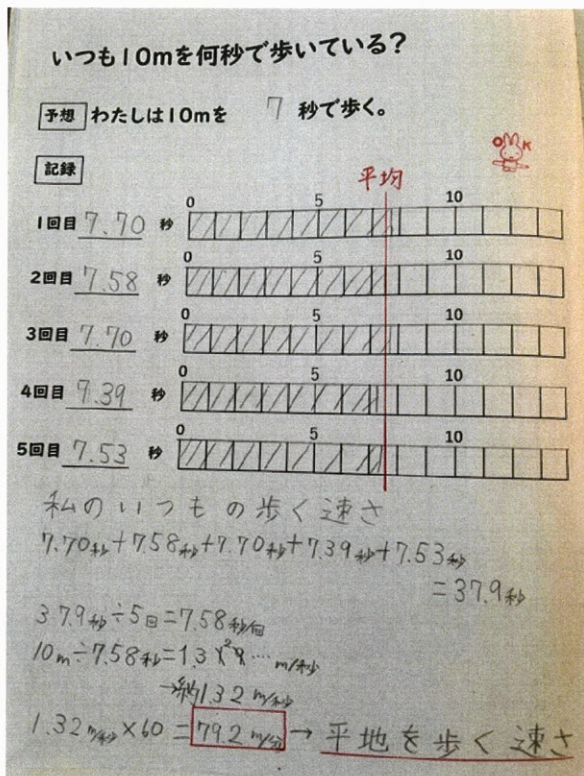 いつも10mを何秒で歩いている？
予想 わたしは10mを 7 秒で歩く。
OK
記録
平均
0 5 10
1回目 7.70 秒
0 5 10
2回目 7.58 秒
0 5 10
3回目 7.70 秒
0 5 10
4回目 7.39 秒
0 5 10
5回目 7.53 秒
私のいつもの歩く速さ
7.70秒+7.58秒+7.70秒+7.39秒+7.53秒
=37.9秒
37.9秒÷5回=7.58秒/回
10m÷7.58秒=1.3 …… m/秒
→約1.32m/秒
1.32m/秒×60=79.2m/分→平地を歩く速さ